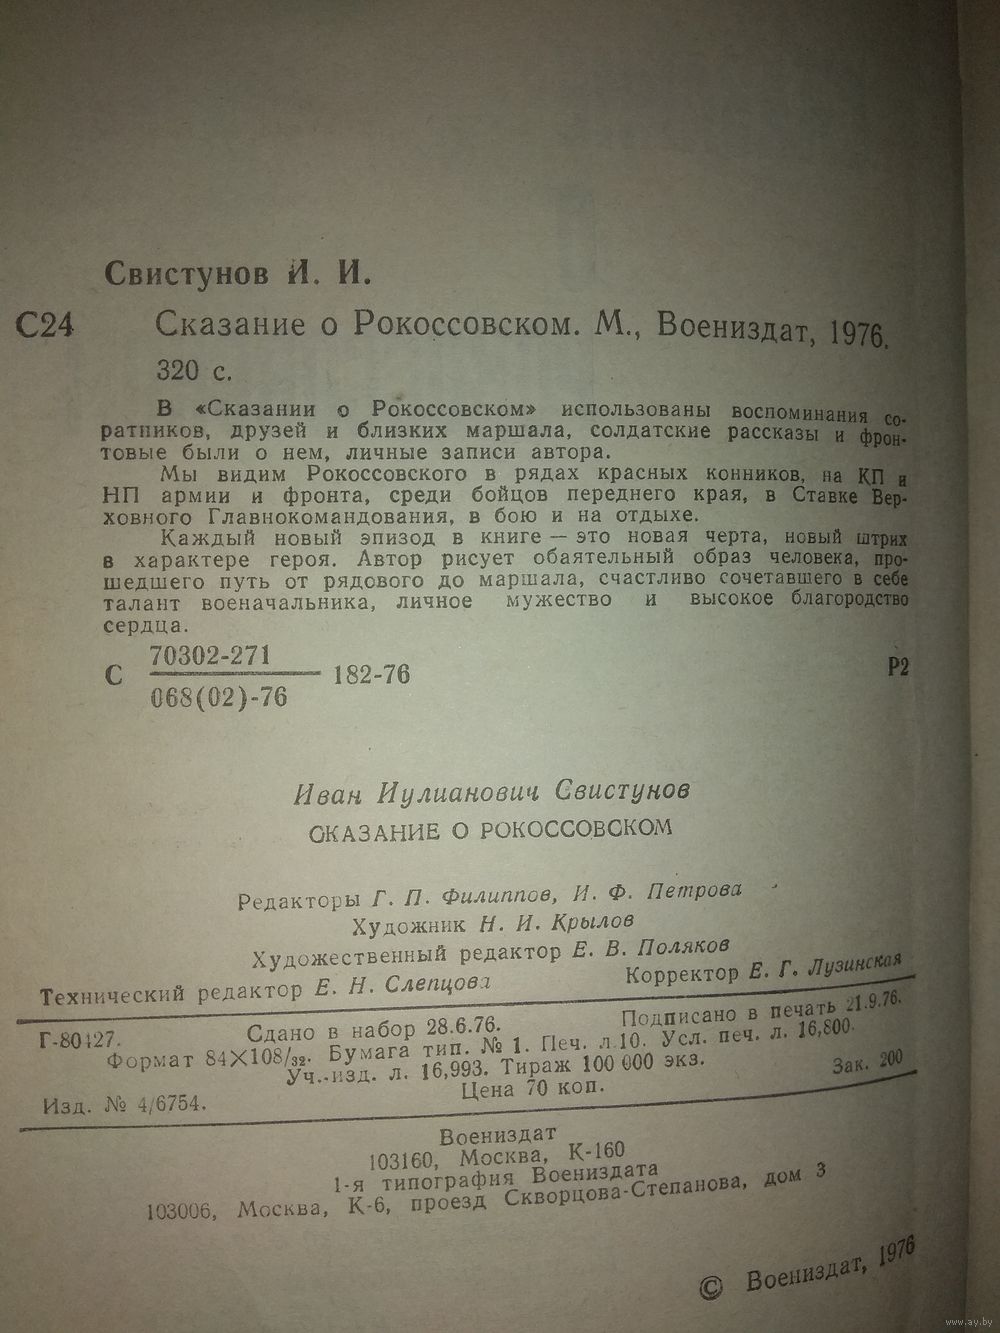 Свистунов И. И.
С24 Сказание о Рокоссовском. М., Воениздат, 1976.
320 с.
В «Сказании о Рокоссовском» использованы воспоминания со-
ратников, друзей и близких маршала, солдатские рассказы и фрон-
товые были о нем, личные записи автора.
Мы видим Рокоссовского в рядах красных конников, на КП и
НП армии и фронта, среди бойцов переднего края, в Ставке Вер-
ховного Главнокомандования, в бою и на отдыхе.
Каждый новый эпизод в книге — это новая черта, новый штрих
в характере героя. Автор рисует обаятельный образ человека, про-
шедшего путь от рядового до маршала, счастливо сочетавшего в себе
талант военачальника, личное мужество и высокое благородство
сердца.
70302-271
С 182-76 Р2
068(02)-76
Иван Иулианович Свистунов
СКАЗАНИЕ О РОКОССОВСКОМ
Редакторы Г. П. Филиппов, И. Ф. Петрова
Художник Н. И. Крылов
Художественный редактор Е. В. Поляков
Технический редактор Е. Н. Слепцова Корректор Е. Г. Лузинская
Г-80427. Сдано в набор 28.6.76. Подписано в печать 21.9.76.
Формат 84×108/32. Бумага тип. № 1. Печ. л 10. Усл. печ. л. 16,800.
Уч.-изд. л. 16,993. Тираж 100 000 экз.
Изд. № 4/6754. Цена 70 коп. Зак. 200
Воениздат
103160, Москва, К-160
1-я типография Воениздата
103006, Москва, К-6, проезд Скворцова-Степанова, дом 3
© Воениздат, 1976
www.ay.by